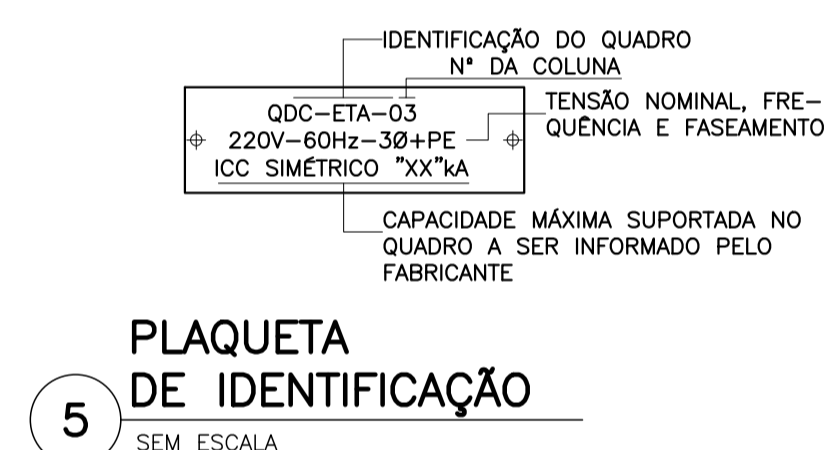 IDENTIFICAÇÃO DO QUADRO
Nº DA COLUNA
QDC-ETA-03
220V-60Hz-3Ø+PE
ICC SIMÉTRICO "XX"kA
TENSÃO NOMINAL, FRE-
QUÊNCIA E FASEAMENTO
CAPACIDADE MÁXIMA SUPORTADA NO
QUADRO A SER INFORMADO PELO
FABRICANTE
PLAQUETA
DE IDENTIFICAÇÃO
5
SEM ESCALA